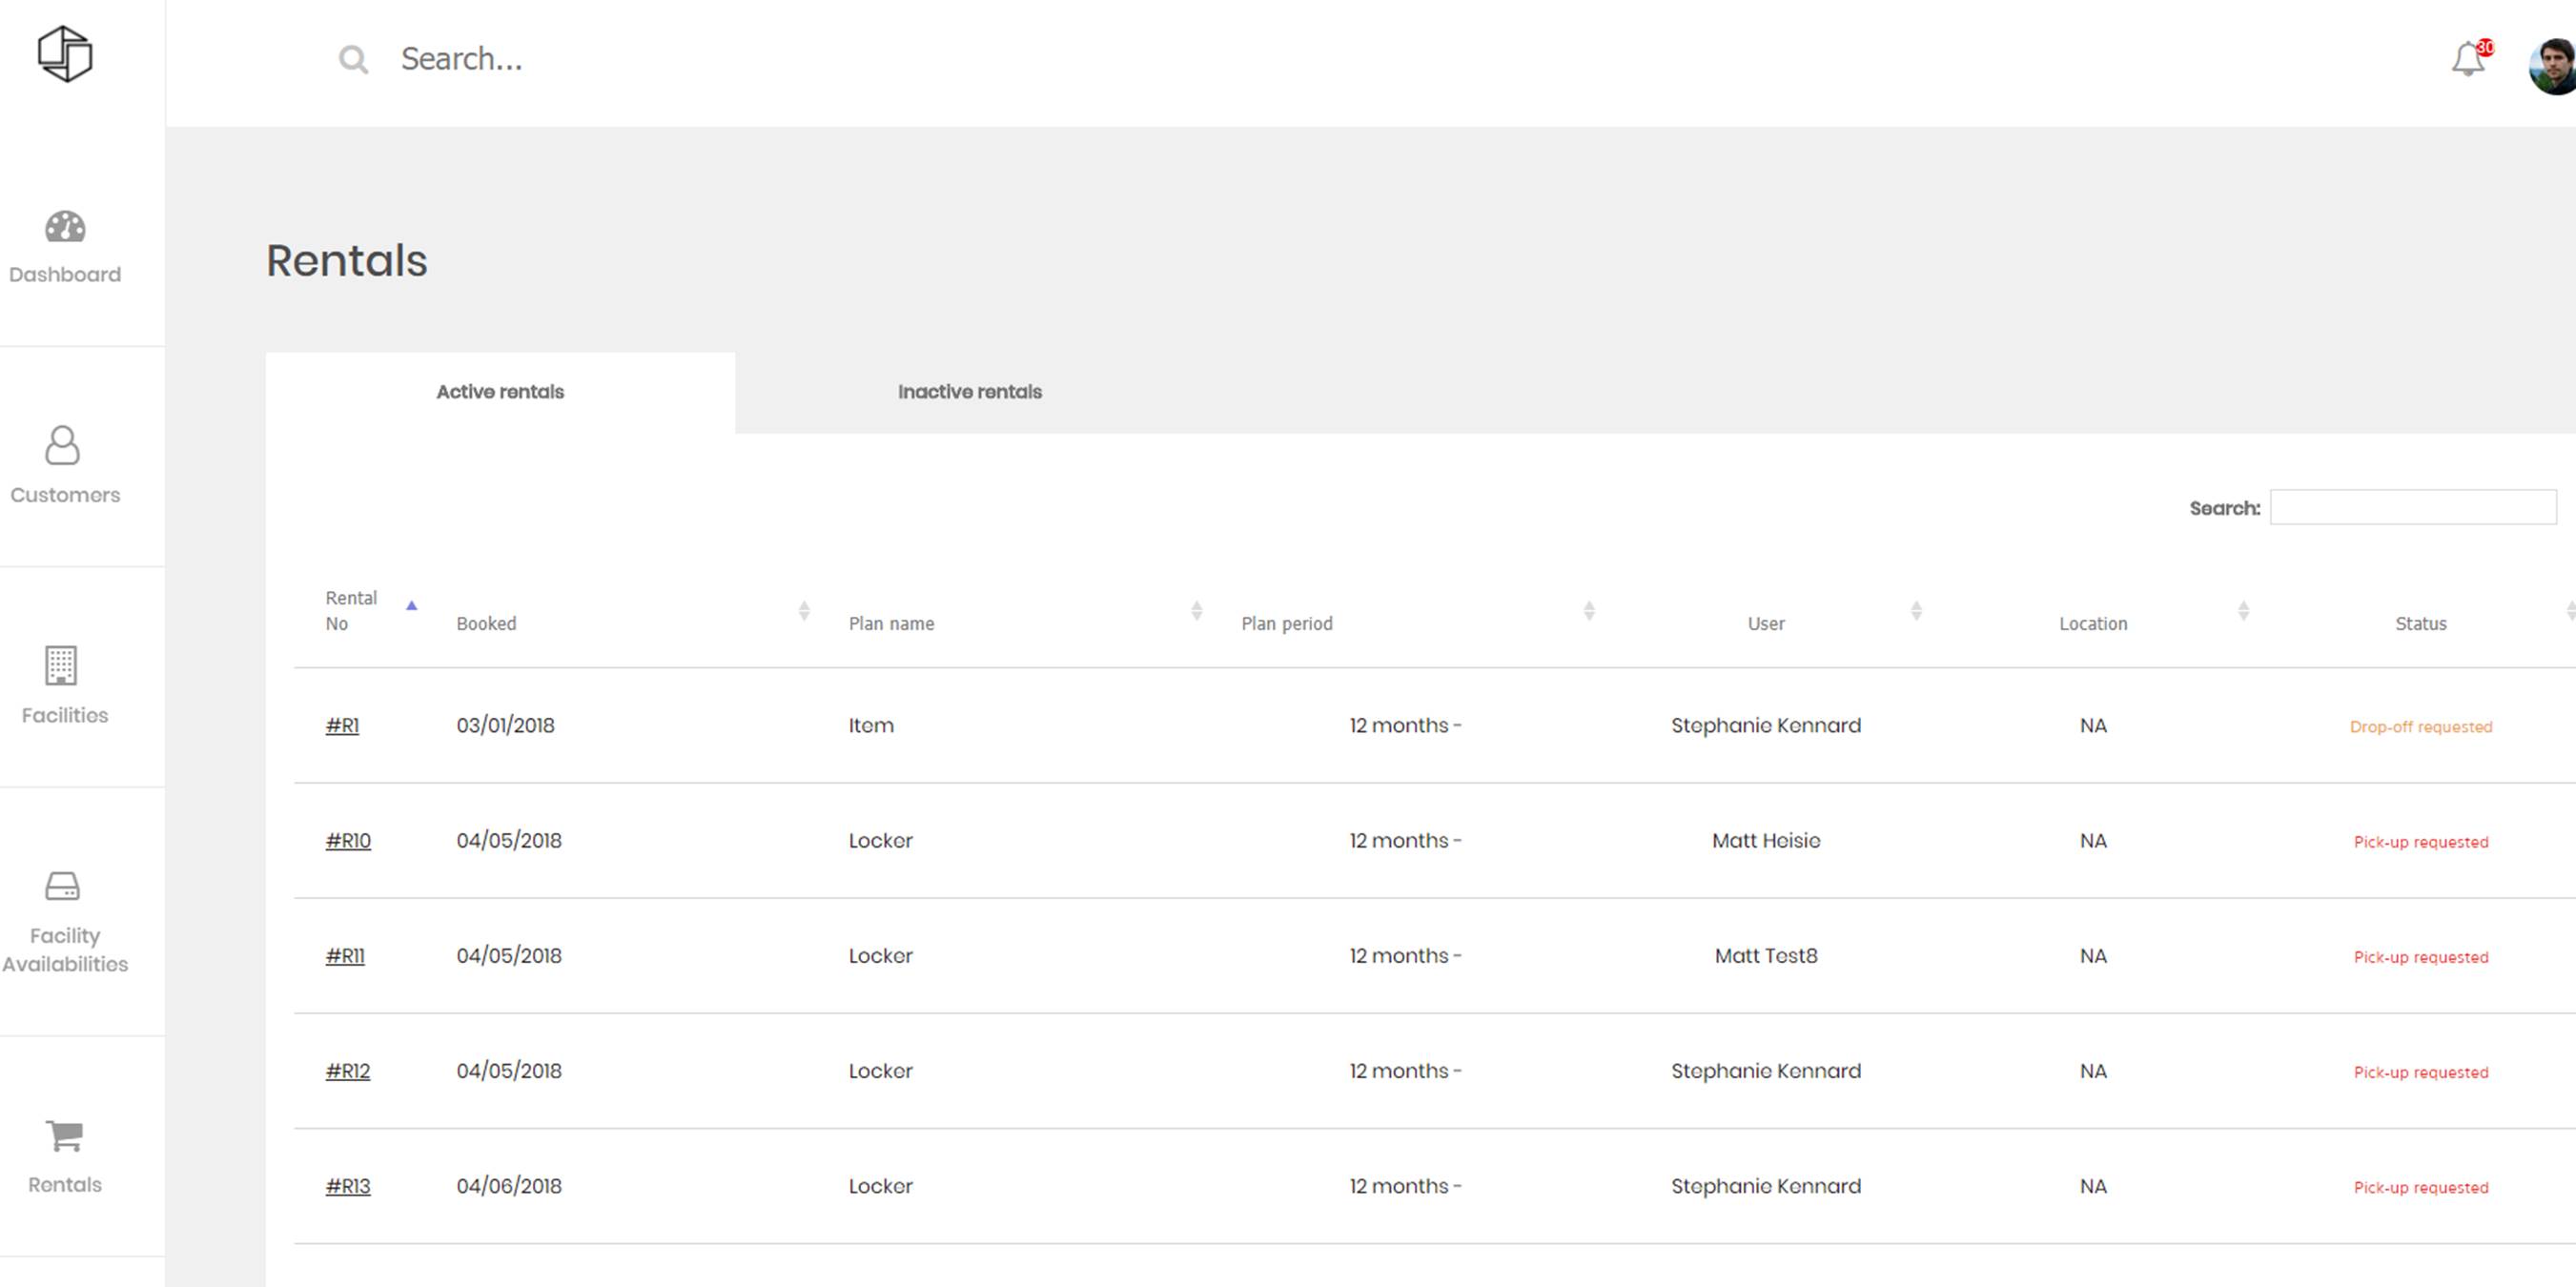 Search...
30
Dashboard
Customers
Facilities
Facility
Availabilities
Rentals
Rentals
Active rentals Inactive rentals
Search:
Rental
No Booked Plan name Plan period User Location Status
#R1 03/01/2018 Item 12 months - Stephanie Kennard NA Drop-off requested
#R10 04/05/2018 Locker 12 months - Matt Heisie NA Pick-up requested
#R11 04/05/2018 Locker 12 months - Matt Test8 NA Pick-up requested
#R12 04/05/2018 Locker 12 months - Stephanie Kennard NA Pick-up requested
#R13 04/06/2018 Locker 12 months - Stephanie Kennard NA Pick-up requested